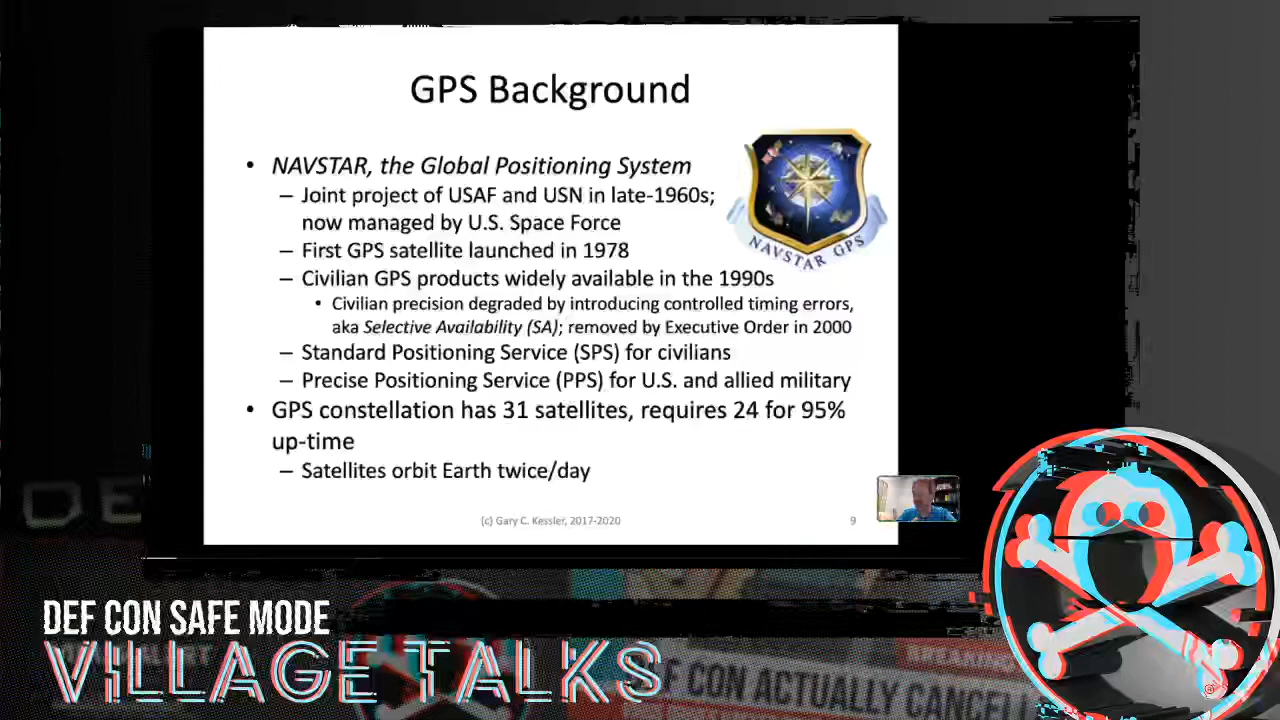 GPS Background
• NAVSTAR, the Global Positioning System
– Joint project of USAF and USN in late-1960s;
now managed by U.S. Space Force
– First GPS satellite launched in 1978
– Civilian GPS products widely available in the 1990s
• Civilian precision degraded by introducing controlled timing errors,
aka Selective Availability (SA); removed by Executive Order in 2000
– Standard Positioning Service (SPS) for civilians
– Precise Positioning Service (PPS) for U.S. and allied military
• GPS constellation has 31 satellites, requires 24 for 95%
up-time
– Satellites orbit Earth twice/day
NAVSTAR GPS
(c) Gary C. Kessler, 2017-2020
9
DEF CON SAFE MODE
VILLAGE TALKS
DEF CON ACTUALLY CANCEL